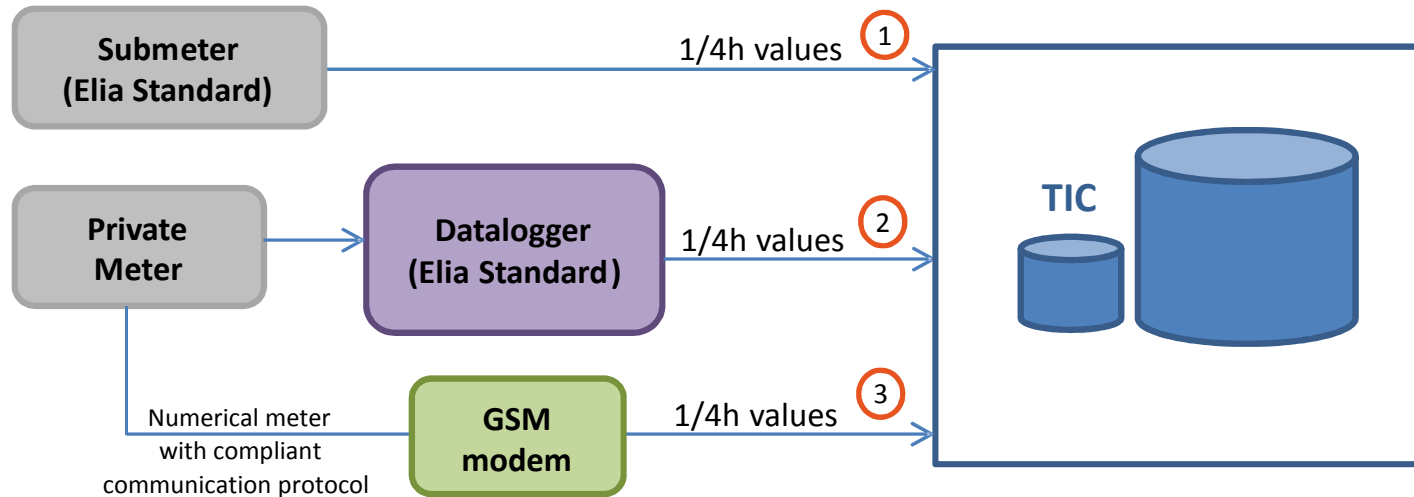 Submeter
(Elia Standard)
1/4h values
1
Private
Meter
Datalogger
(Elia Standard)
1/4h values
2
TIC
Numerical meter
with compliant
communication protocol
GSM
modem
1/4h values
3